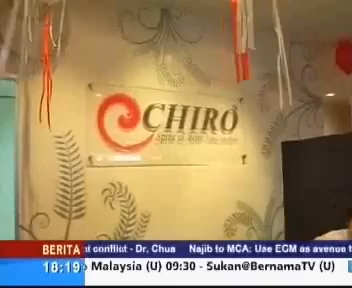 CHIRO
BERITA
conflict - Dr. Chua Najib to MCA: Use EGM as avenue
18:19
Malaysia (U) 09:30 - Sukan@BernamaTV (U)